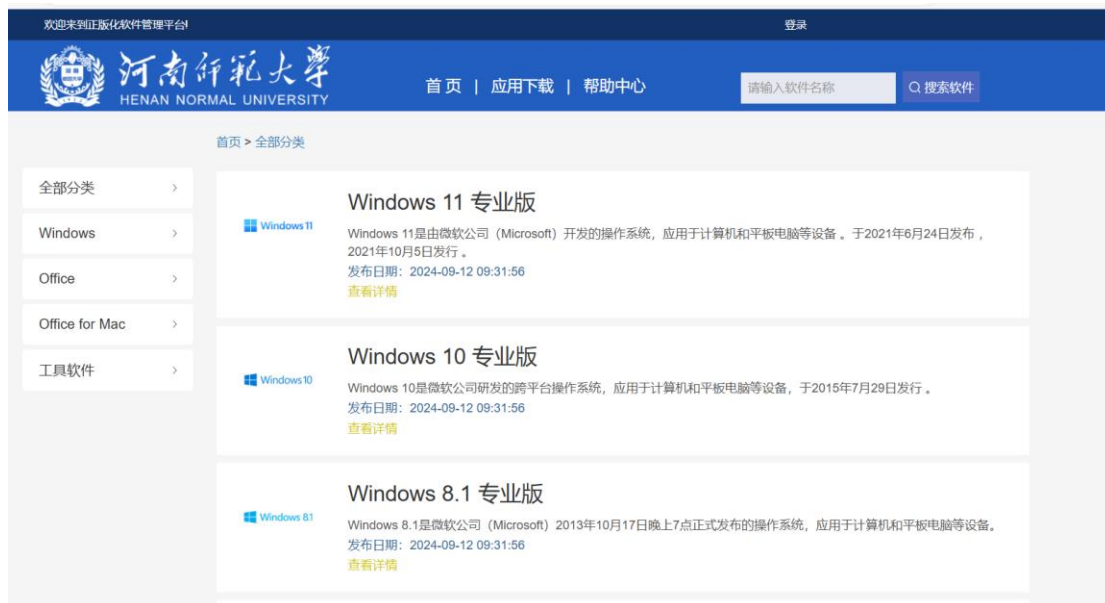 欢迎来到正版化软件管理平台!
登录
河南师范大学
HENAN NORMAL UNIVERSITY
首 页 | 应用下载 | 帮助中心
请输入软件名称
搜索软件
首页 > 全部分类
全部分类
Windows
Office
Office for Mac
工具软件
Windows 11
Windows 11 专业版
Windows 11是由微软公司（Microsoft）开发的操作系统，应用于计算机和平板电脑等设备 。于2021年6月24日发布 ，
2021年10月5日发行 。
发布日期：2024-09-12 09:31:56
查看详情
Windows 10
Windows 10 专业版
Windows 10是微软公司研发的跨平台操作系统，应用于计算机和平板电脑等设备，于2015年7月29日发行 。
发布日期：2024-09-12 09:31:56
查看详情
Windows 8.1
Windows 8.1 专业版
Windows 8.1是微软公司（Microsoft）2013年10月17日晚上7点正式发布的操作系统，应用于计算机和平板电脑等设备。
发布日期：2024-09-12 09:31:56
查看详情